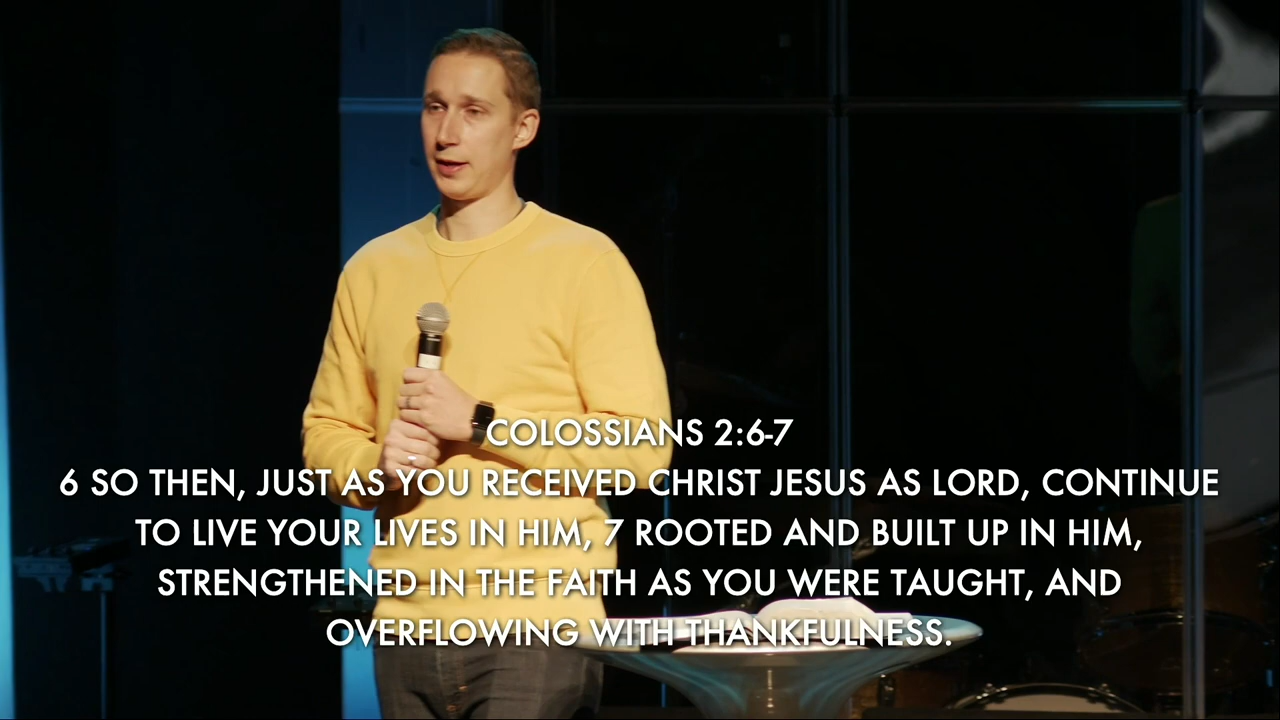 COLOSSIANS 2:6-7
6 SO THEN, JUST AS YOU RECEIVED CHRIST JESUS AS LORD, CONTINUE
TO LIVE YOUR LIVES IN HIM, 7 ROOTED AND BUILT UP IN HIM,
STRENGTHENED IN THE FAITH AS YOU WERE TAUGHT, AND
OVERFLOWING WITH THANKFULNESS.